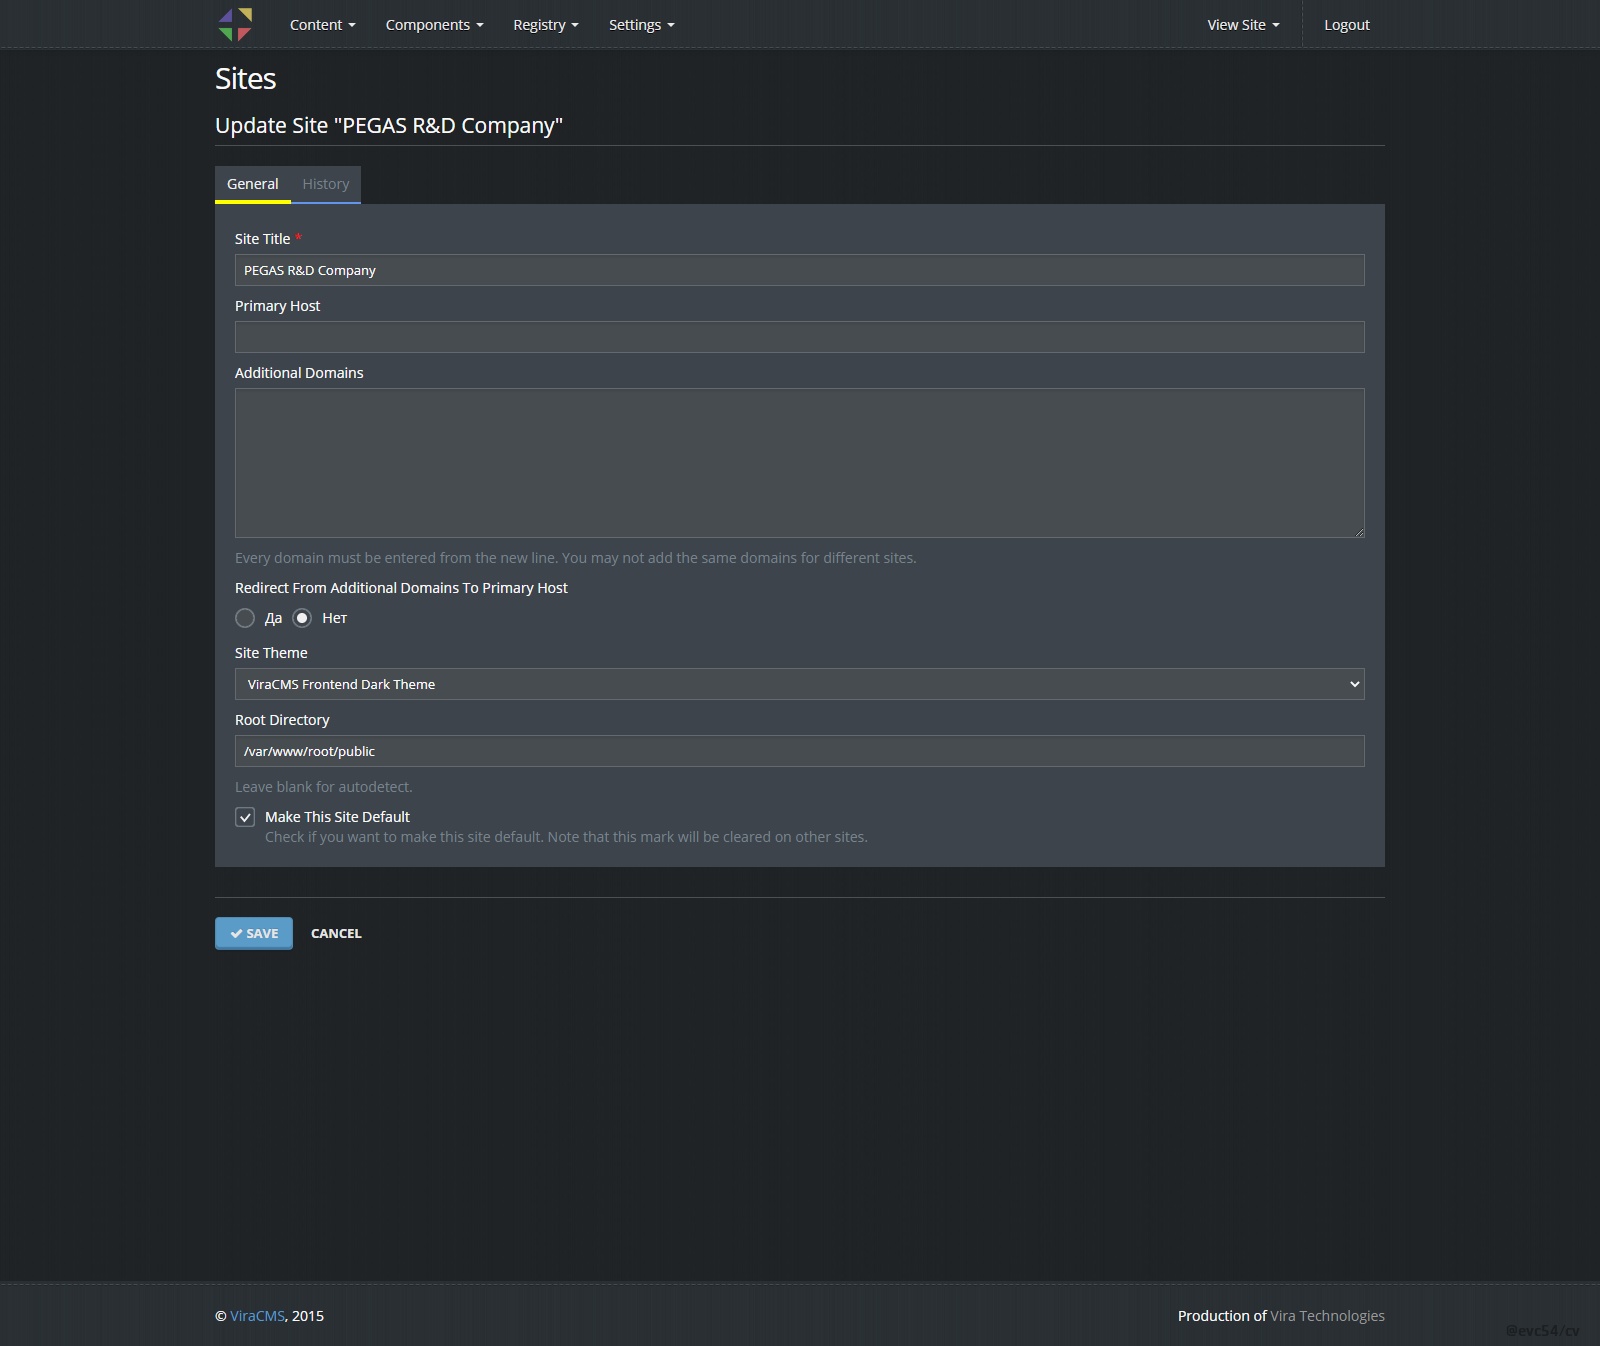 Content Components Registry Settings View Site Logout
Sites
Update Site "PEGAS R&D Company"
General History
Site Title *
PEGAS R&D Company
Primary Host
Additional Domains
Every domain must be entered from the new line. You may not add the same domains for different sites.
Redirect From Additional Domains To Primary Host
Да Нет
Site Theme
ViraCMS Frontend Dark Theme
Root Directory
/var/www/root/public
Leave blank for autodetect.
Make This Site Default
Check if you want to make this site default. Note that this mark will be cleared on other sites.
SAVE CANCEL
© ViraCMS, 2015 Production of Vira Technologies
@evc54/cv